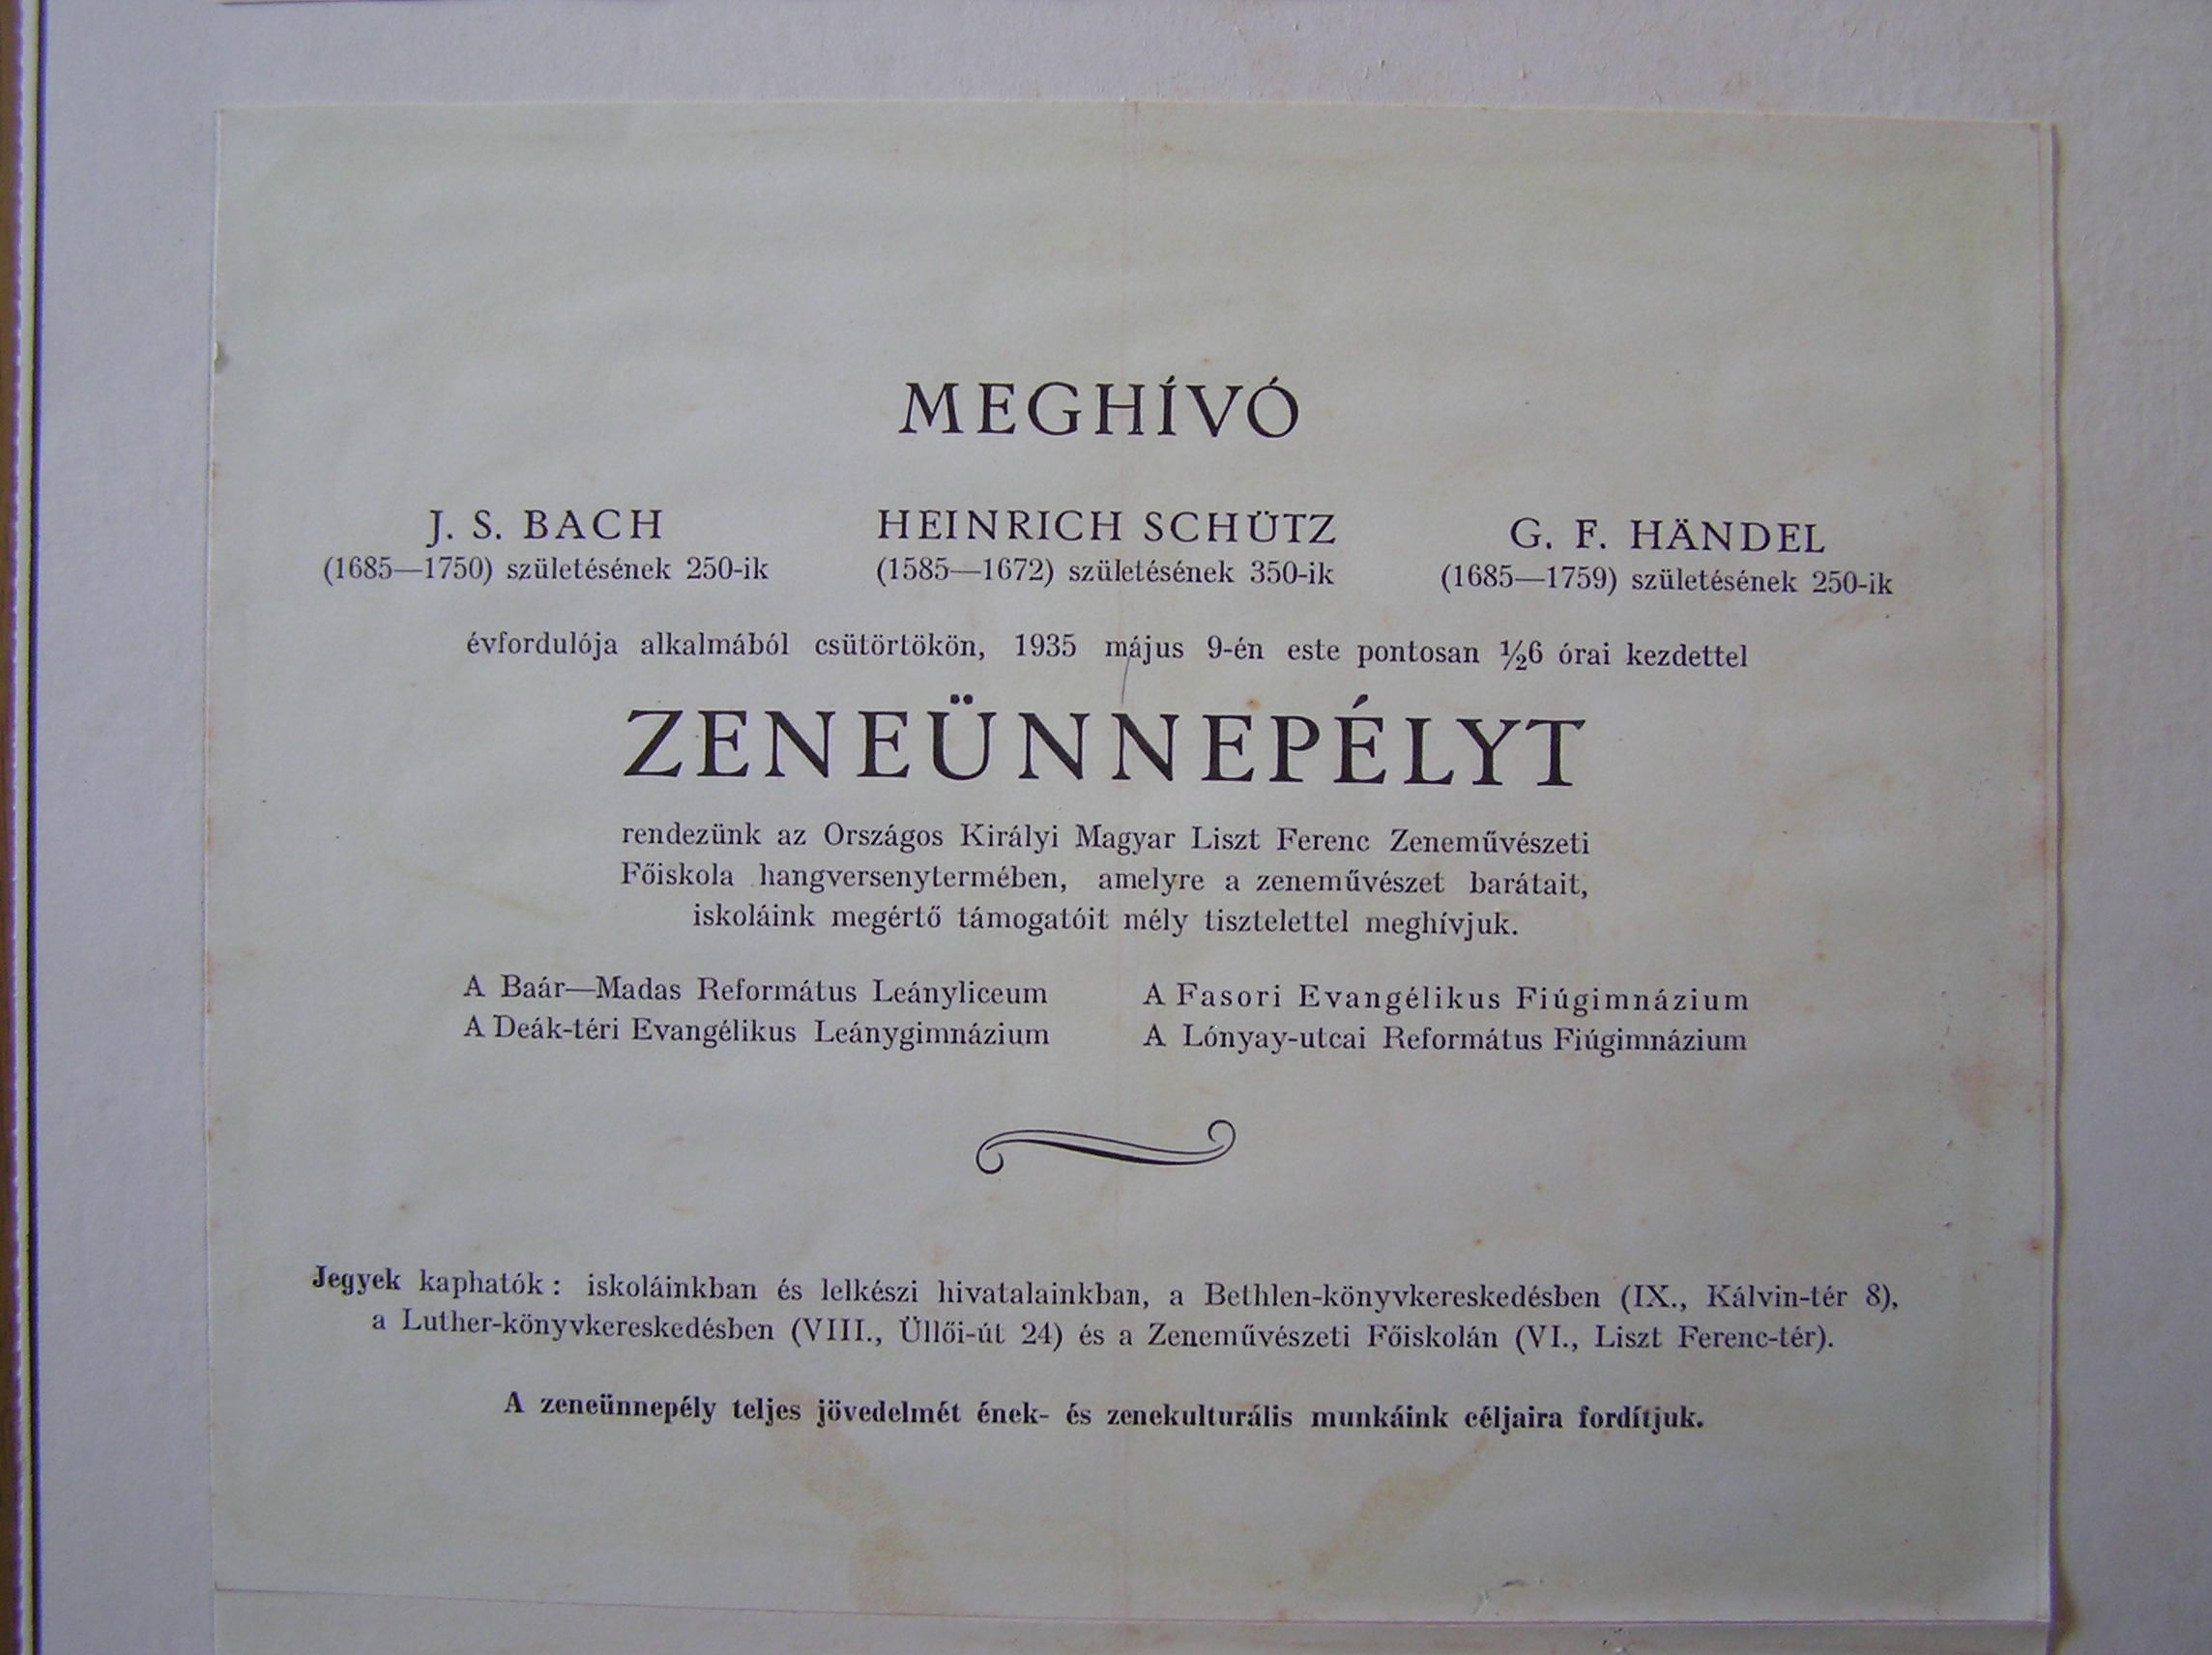 MEGHÍVÓ
J. S. BACH
(1685—1750) születésének 250-ik
HEINRICH SCHÜTZ
(1585—1672) születésének 350-ik
G. F. HÄNDEL
(1685—1759) születésének 250-ik
évfordulója alkalmából csütörtökön, 1935 május 9-én este pontosan ½6 órai kezdettel
ZENEÜNNEPÉLYT
rendezünk az Országos Királyi Magyar Liszt Ferenc Zeneművészeti
Főiskola hangversenytermében, amelyre a zeneművészet barátait,
iskoláink megértő támogatóit mély tisztelettel meghívjuk.
A Baár—Madas Református Leányliceum
A Deák-téri Evangélikus Leánygimnázium
A Fasori Evangélikus Fiúgimnázium
A Lónyay-utcai Református Fiúgimnázium
Jegyek kaphatók : iskoláinkban és lelkészi hivatalainkban, a Bethlen-könyvkereskedésben (IX., Kálvin-tér 8),
a Luther-könyvkereskedésben (VIII., Üllői-út 24) és a Zeneművészeti Főiskolán (VI., Liszt Ferenc-tér).
A zeneünnepély teljes jövedelmét ének- és zenekulturális munkáink céljaira fordítjuk.